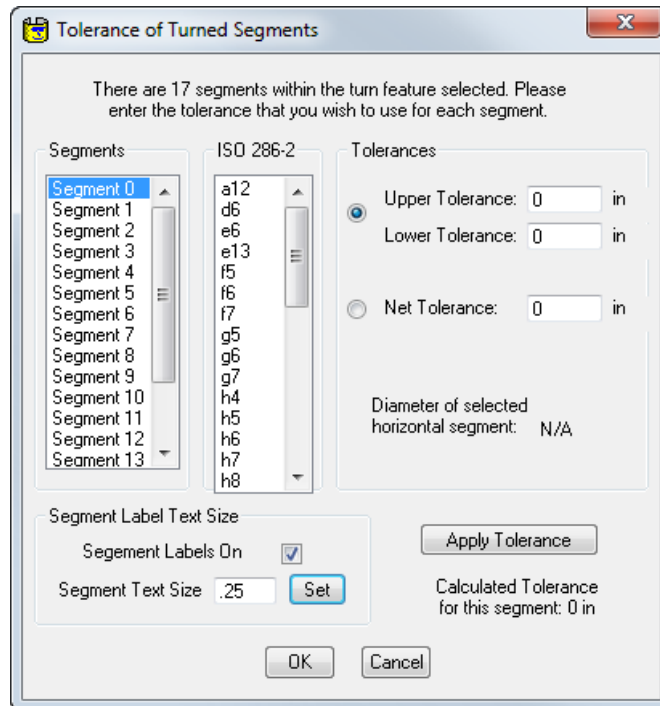 Tolerance of Turned Segments
There are 17 segments within the turn feature selected. Please
enter the tolerance that you wish to use for each segment.
Segments
Segment 0
Segment 1
Segment 2
Segment 3
Segment 4
Segment 5
Segment 6
Segment 7
Segment 8
Segment 9
Segment 10
Segment 11
Segment 12
Segment 13
ISO 286-2
a12
d6
e6
e13
f5
f6
f7
g5
g6
g7
h4
h5
h6
h7
h8
Tolerances
Upper Tolerance: 0 in
Lower Tolerance: 0 in
Net Tolerance: 0 in
Diameter of selected
horizontal segment: N/A
Segment Label Text Size
Segement Labels On
Segment Text Size .25 Set
Apply Tolerance
Calculated Tolerance
for this segment: 0 in
OK Cancel